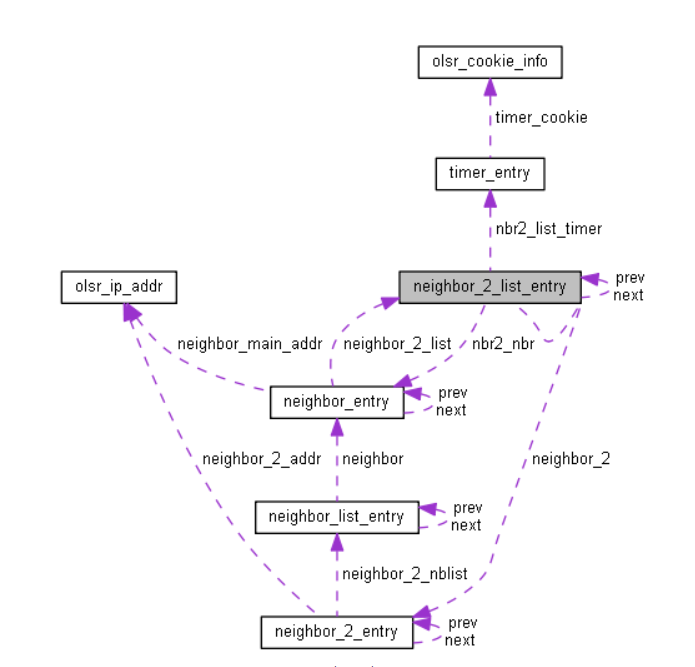 olsr_cookie_info
timer_cookie
timer_entry
nbr2_list_timer
olsr_ip_addr
neighbor_2_list_entry
prev
next
neighbor_main_addr
neighbor_2_list
nbr2_nbr
neighbor_entry
prev
next
neighbor_2_addr
neighbor
neighbor_2
neighbor_list_entry
prev
next
neighbor_2_nblist
neighbor_2_entry
prev
next